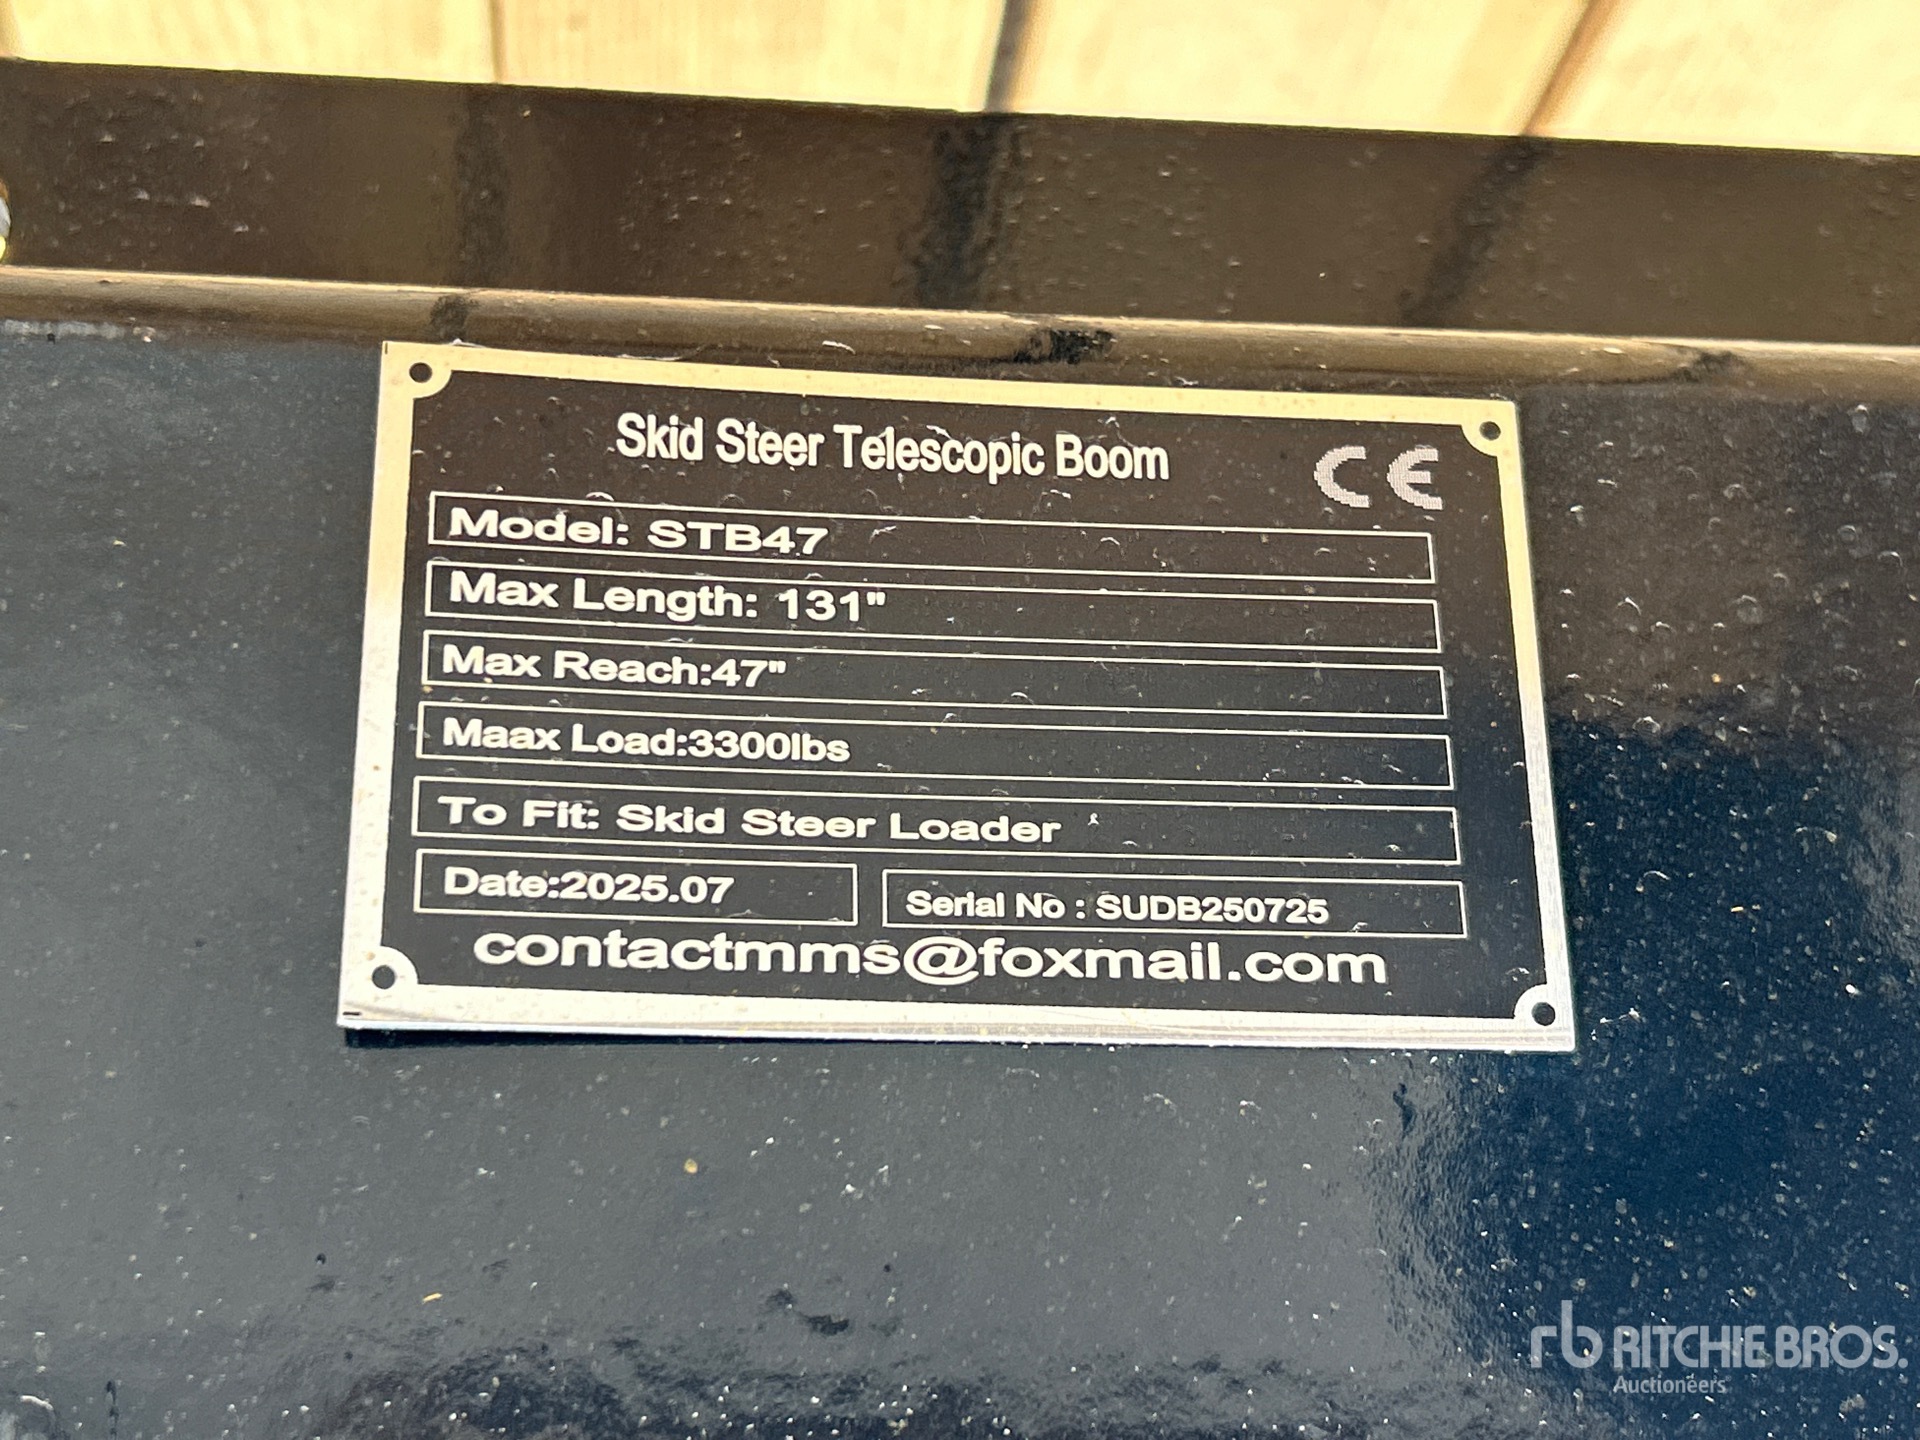 Skid Steer Telescopic Boom
CE
Model: STB47
Max Length: 131"
Max Reach:47"
Maax Load:3300lbs
To Fit: Skid Steer Loader
Date:2025.07
Serial No : SUDB250725
contactmms@foxmail.com
rb RITCHIE BROS.
Auctioneers